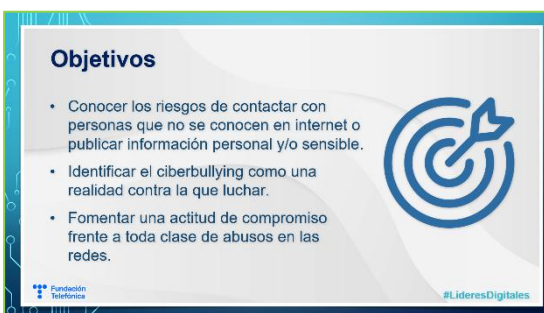 Objetivos
• Conocer los riesgos de contactar con
personas que no se conocen en internet o
publicar información personal y/o sensible.
• Identificar el ciberbullying como una
realidad contra la que luchar.
• Fomentar una actitud de compromiso
frente a toda clase de abusos en las
redes.
Fundación
Telefónica
#LideresDigitales